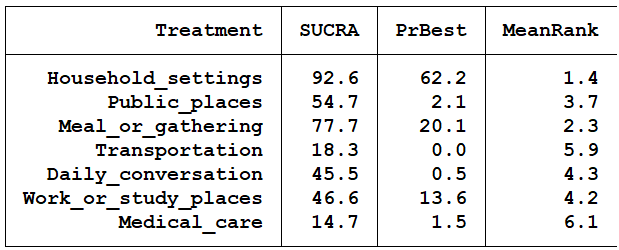 Treatment SUCRA PrBest MeanRank
Household_settings 92.6 62.2 1.4
Public_places 54.7 2.1 3.7
Meal_or_gathering 77.7 20.1 2.3
Transportation 18.3 0.0 5.9
Daily_conversation 45.5 0.5 4.3
Work_or_study_places 46.6 13.6 4.2
Medical_care 14.7 1.5 6.1